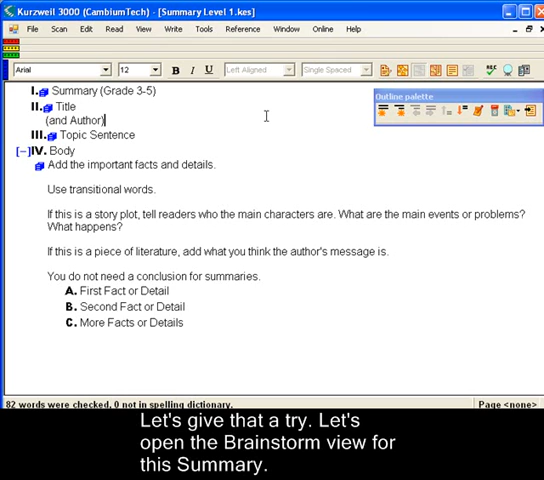 Kurzweil 3000 (CambiumTech) - [Summary Level 1.kes]
File Scan Edit Read View Write Tools Reference Window Online Help
Arial 12 B I U Left Aligned Single Spaced
Outline palette
I. Summary (Grade 3-5)
II. Title
(and Author)
III. Topic Sentence
[−]IV. Body
Add the important facts and details.
Use transitional words.
If this is a story plot, tell readers who the main characters are. What are the main events or problems?
What happens?
If this is a piece of literature, add what you think the author's message is.
You do not need a conclusion for summaries.
A. First Fact or Detail
B. Second Fact or Detail
C. More Facts or Details
82 words were checked, 0 not in spelling dictionary. Page <none>
Let's give that a try. Let's
open the Brainstorm view for
this Summary.